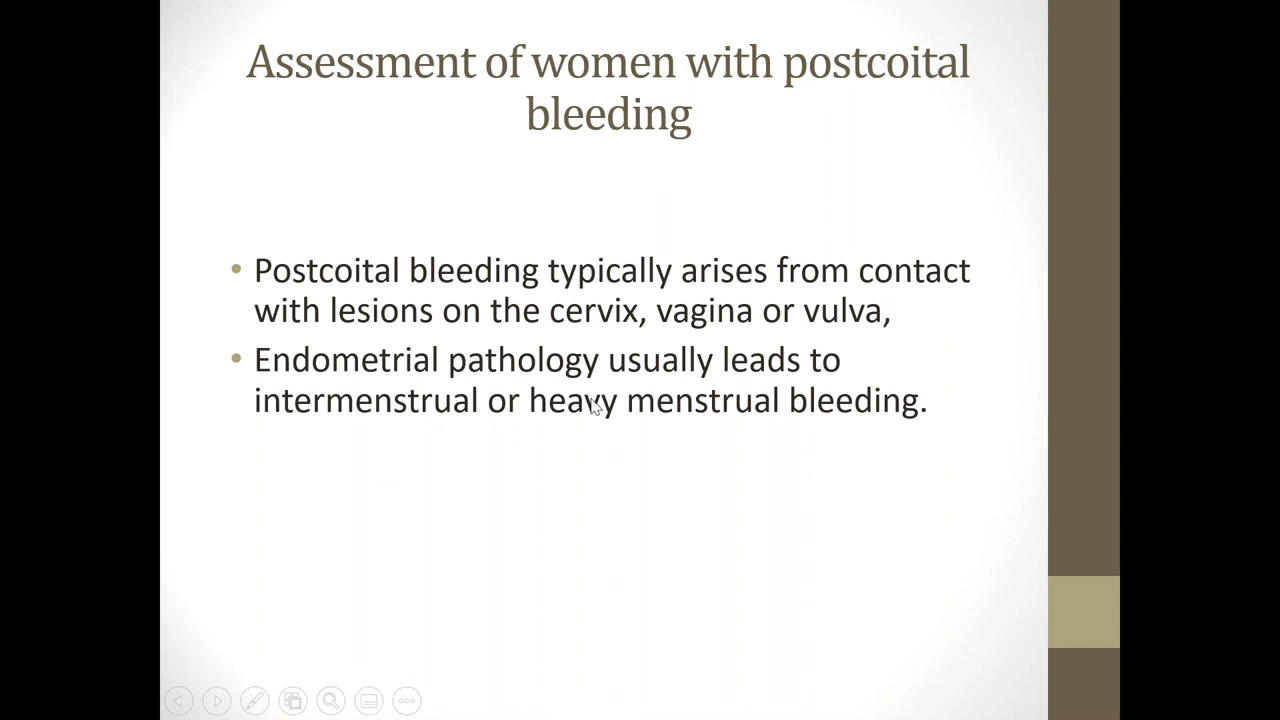 Assessment of women with postcoital
bleeding
• Postcoital bleeding typically arises from contact
with lesions on the cervix, vagina or vulva,
• Endometrial pathology usually leads to
intermenstrual or heavy menstrual bleeding.